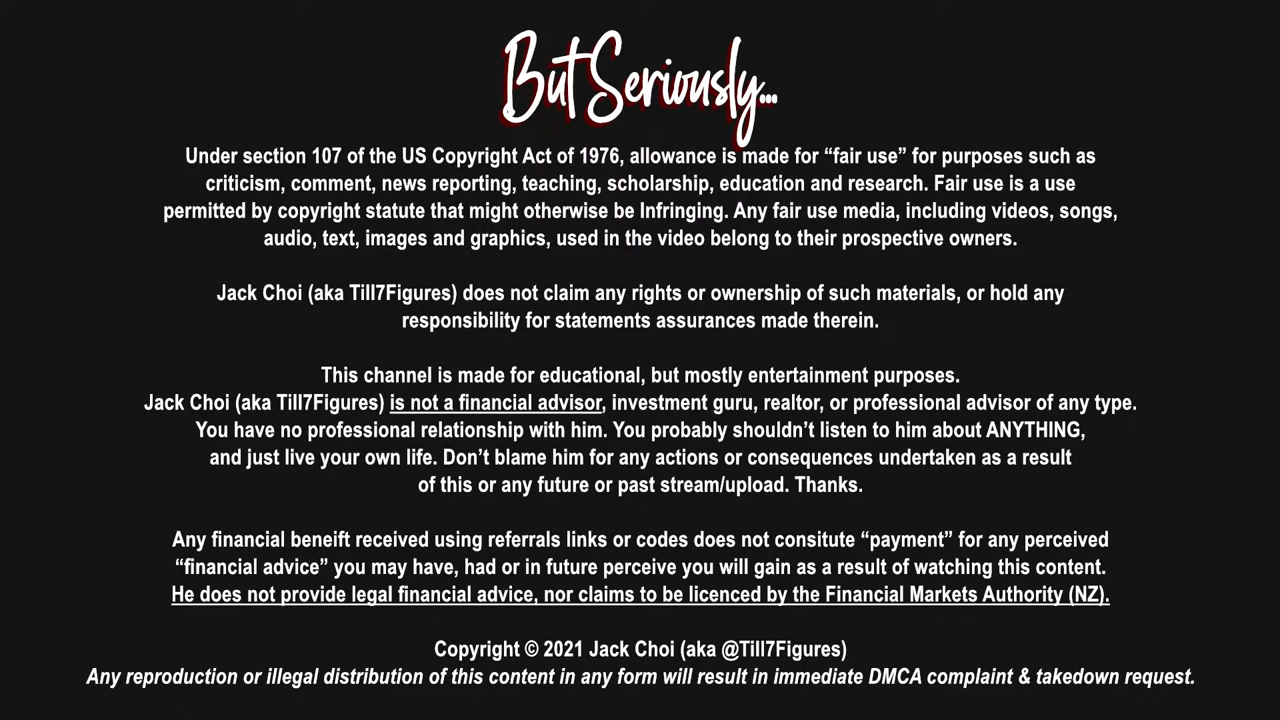 But Seriously...
Under section 107 of the US Copyright Act of 1976, allowance is made for “fair use” for purposes such as
criticism, comment, news reporting, teaching, scholarship, education and research. Fair use is a use
permitted by copyright statute that might otherwise be Infringing. Any fair use media, including videos, songs,
audio, text, images and graphics, used in the video belong to their prospective owners.
Jack Choi (aka Till7Figures) does not claim any rights or ownership of such materials, or hold any
responsibility for statements assurances made therein.
This channel is made for educational, but mostly entertainment purposes.
Jack Choi (aka Till7Figures) is not a financial advisor, investment guru, realtor, or professional advisor of any type.
You have no professional relationship with him. You probably shouldn’t listen to him about ANYTHING,
and just live your own life. Don’t blame him for any actions or consequences undertaken as a result
of this or any future or past stream/upload. Thanks.
Any financial beneift received using referrals links or codes does not consitute “payment” for any perceived
“financial advice” you may have, had or in future perceive you will gain as a result of watching this content.
He does not provide legal financial advice, nor claims to be licenced by the Financial Markets Authority (NZ).
Copyright © 2021 Jack Choi (aka @Till7Figures)
Any reproduction or illegal distribution of this content in any form will result in immediate DMCA complaint & takedown request.